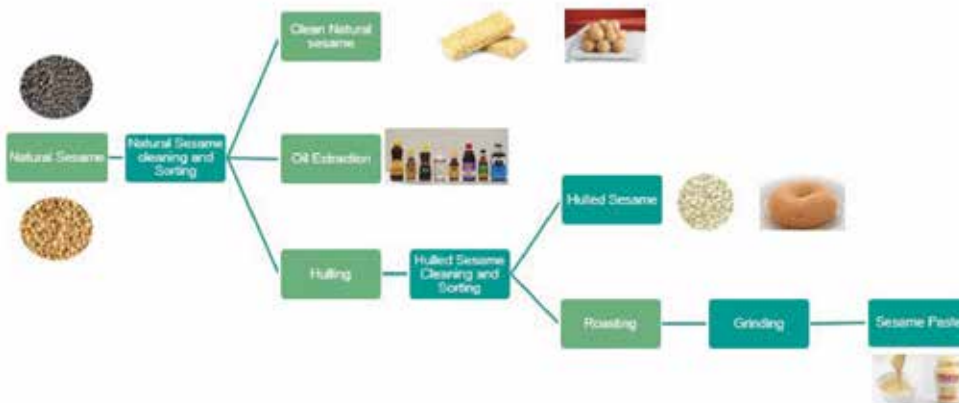 Clean Natural
sesame
Natural Sesame
Natural Sesame
cleaning and
Sorting
Oil Extraction
Hulled Sesame
Hulling
Hulled Sesame
Cleaning and
Sorting
Roasting
Grinding
Sesame Paste